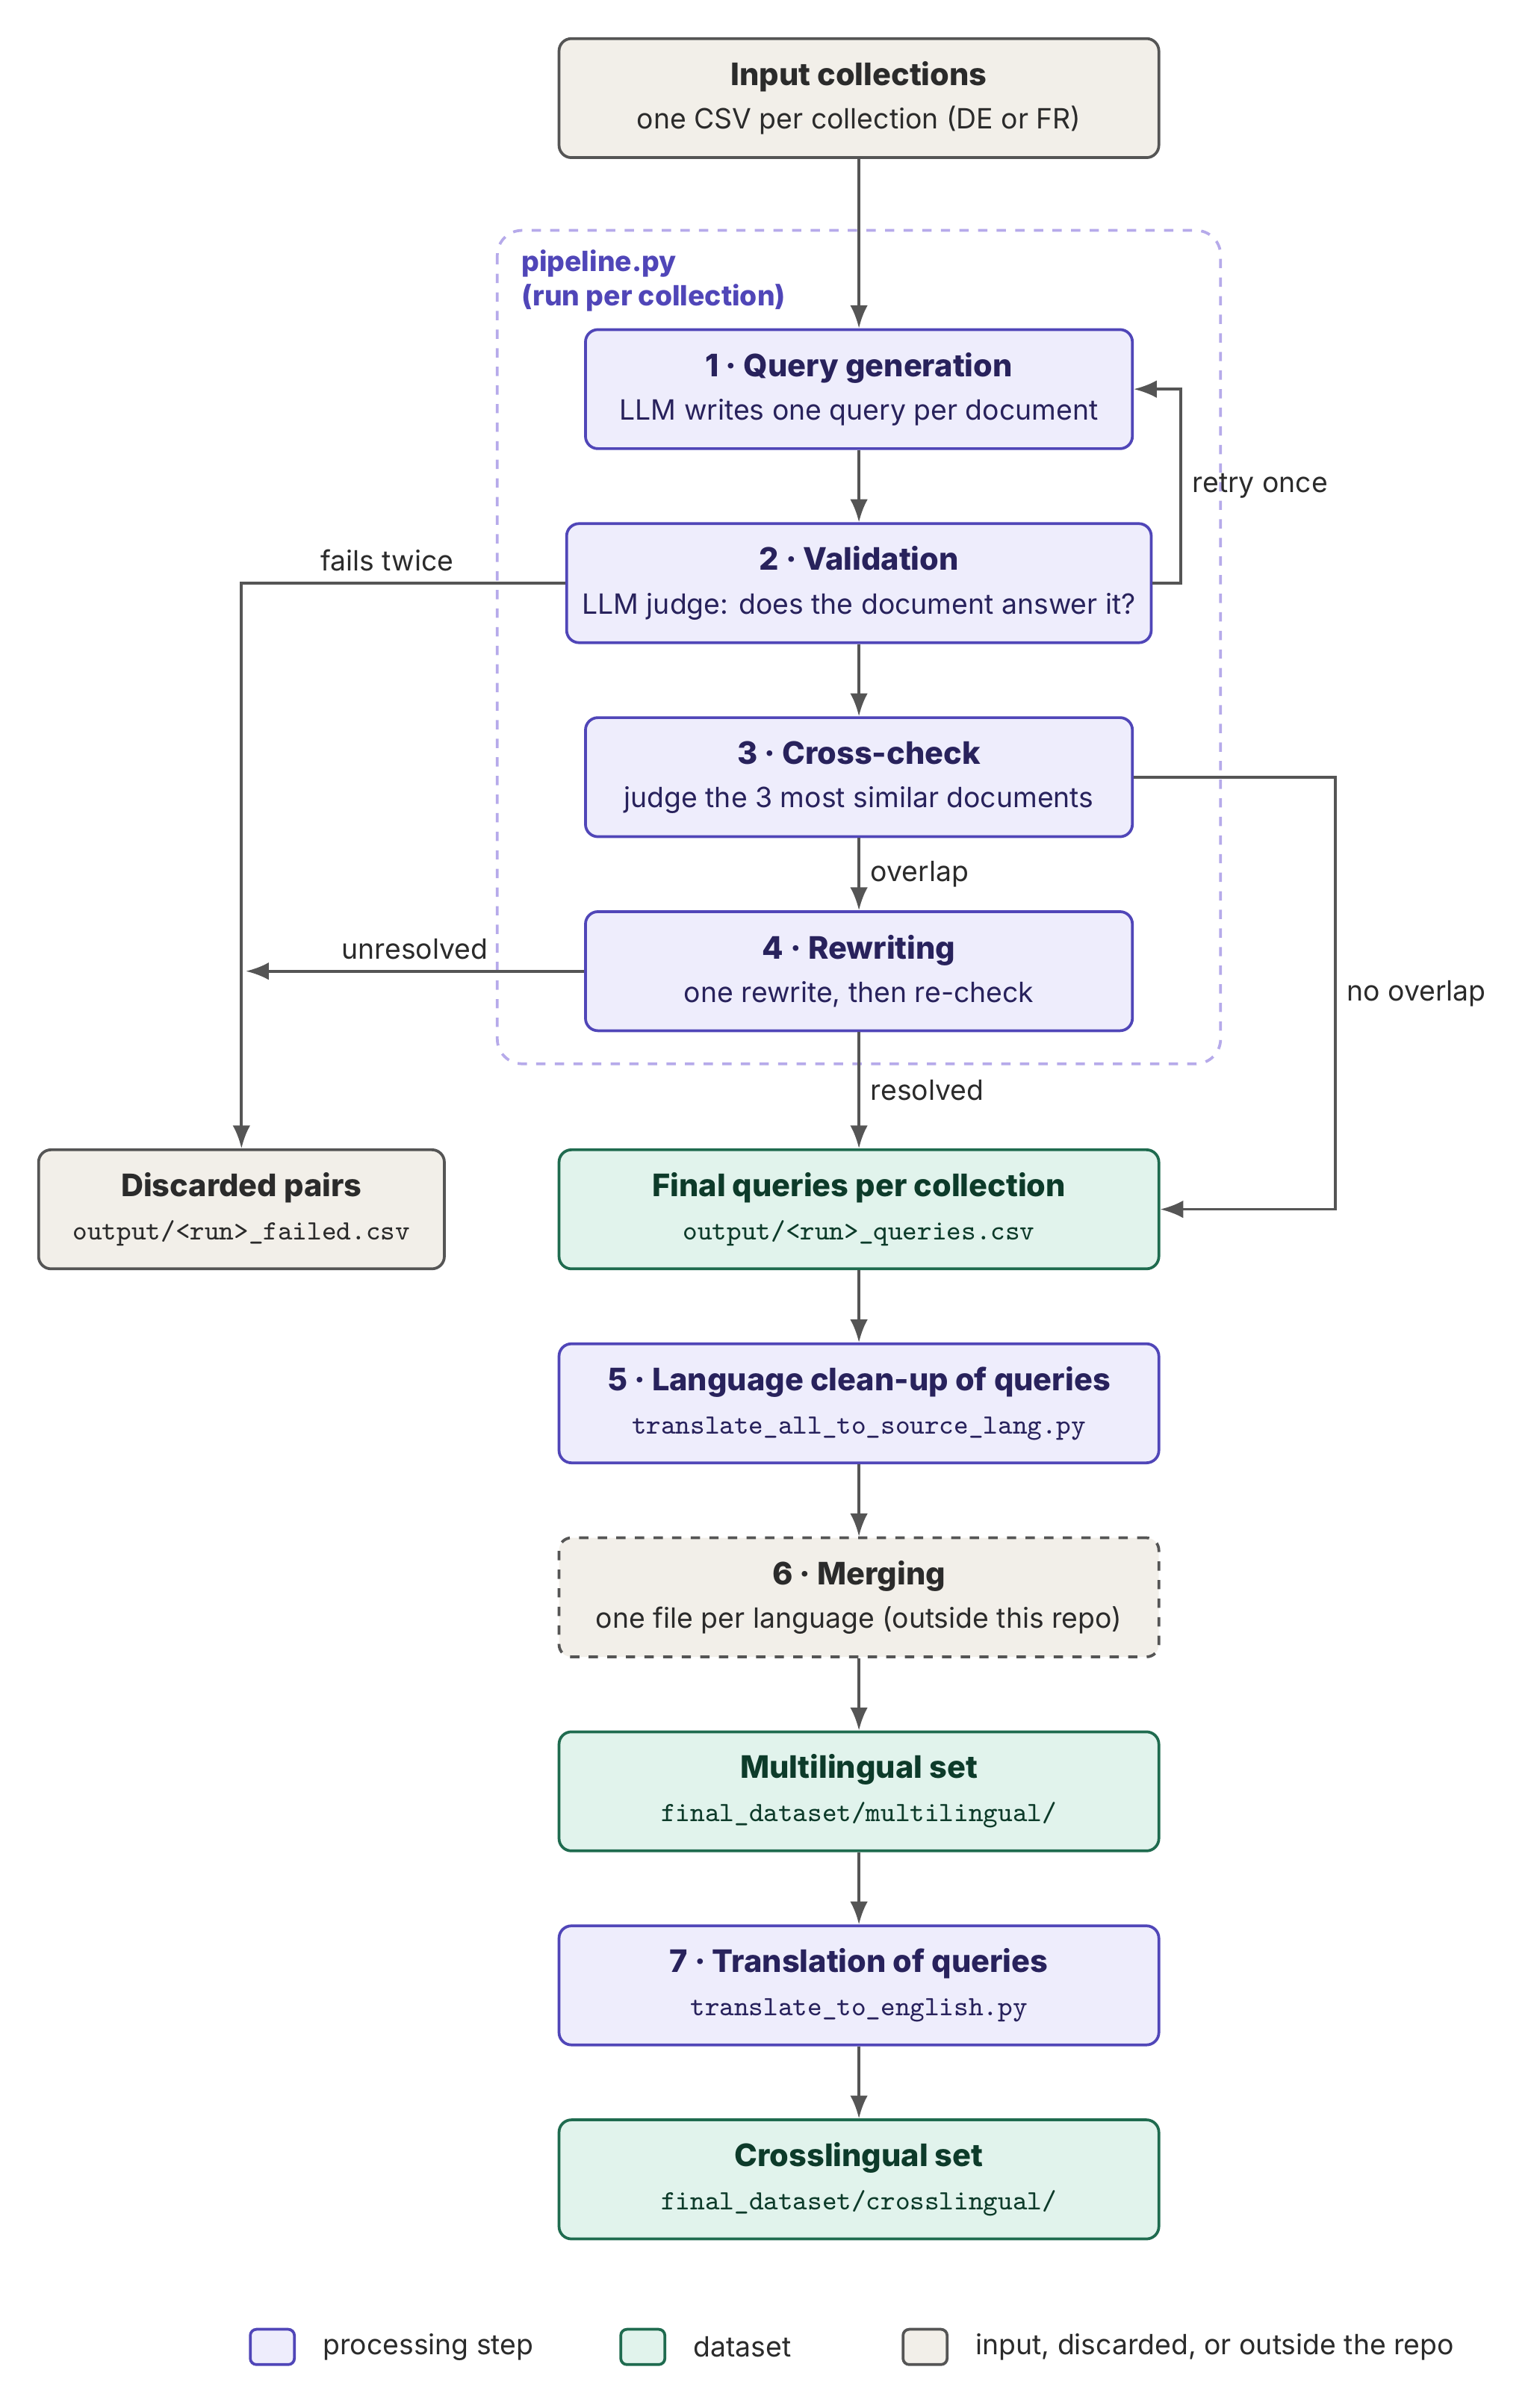 Input collections
one CSV per collection (DE or FR)
pipeline.py
(run per collection)
1 · Query generation
LLM writes one query per document
retry once
2 · Validation
LLM judge: does the document answer it?
fails twice
3 · Cross-check
judge the 3 most similar documents
overlap
4 · Rewriting
one rewrite, then re-check
unresolved
no overlap
resolved
Discarded pairs
output/<run>_failed.csv
Final queries per collection
output/<run>_queries.csv
5 · Language clean-up of queries
translate_all_to_source_lang.py
6 · Merging
one file per language (outside this repo)
Multilingual set
final_dataset/multilingual/
7 · Translation of queries
translate_to_english.py
Crosslingual set
final_dataset/crosslingual/
processing step
dataset
input, discarded, or outside the repo